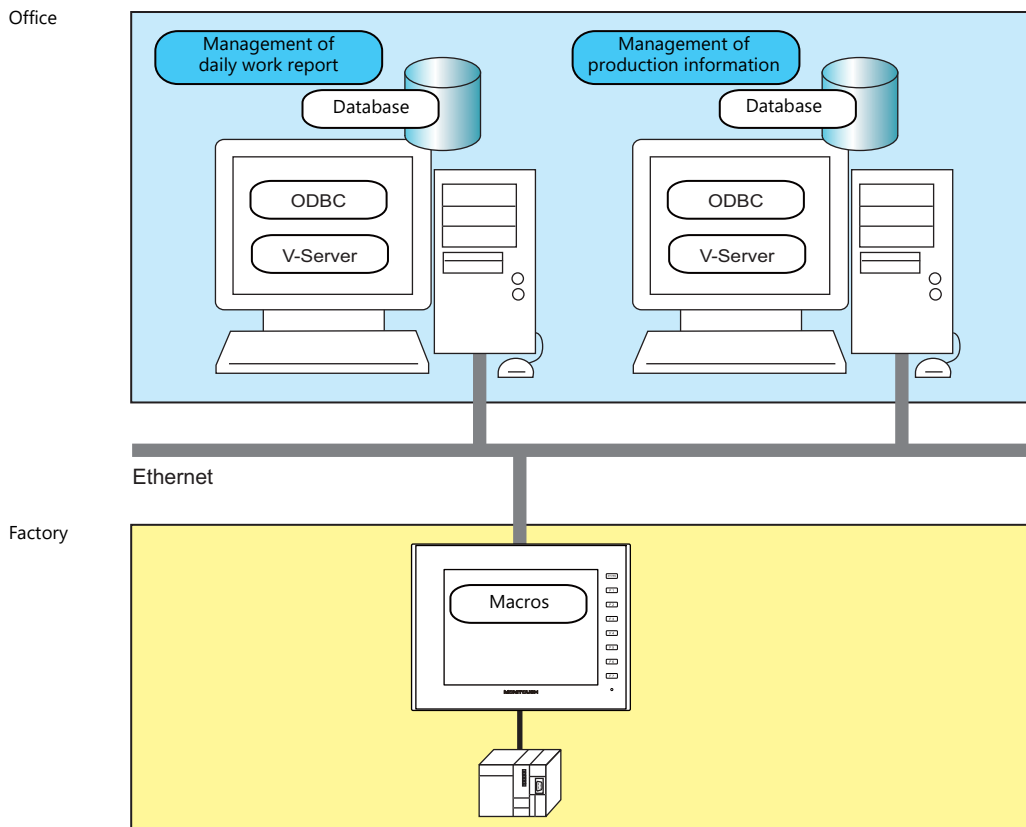 Office
Management of
daily work report
Database
Management of
production information
Database
ODBC
V-Server
ODBC
V-Server
Ethernet
Factory
Macros
MONITOUCH